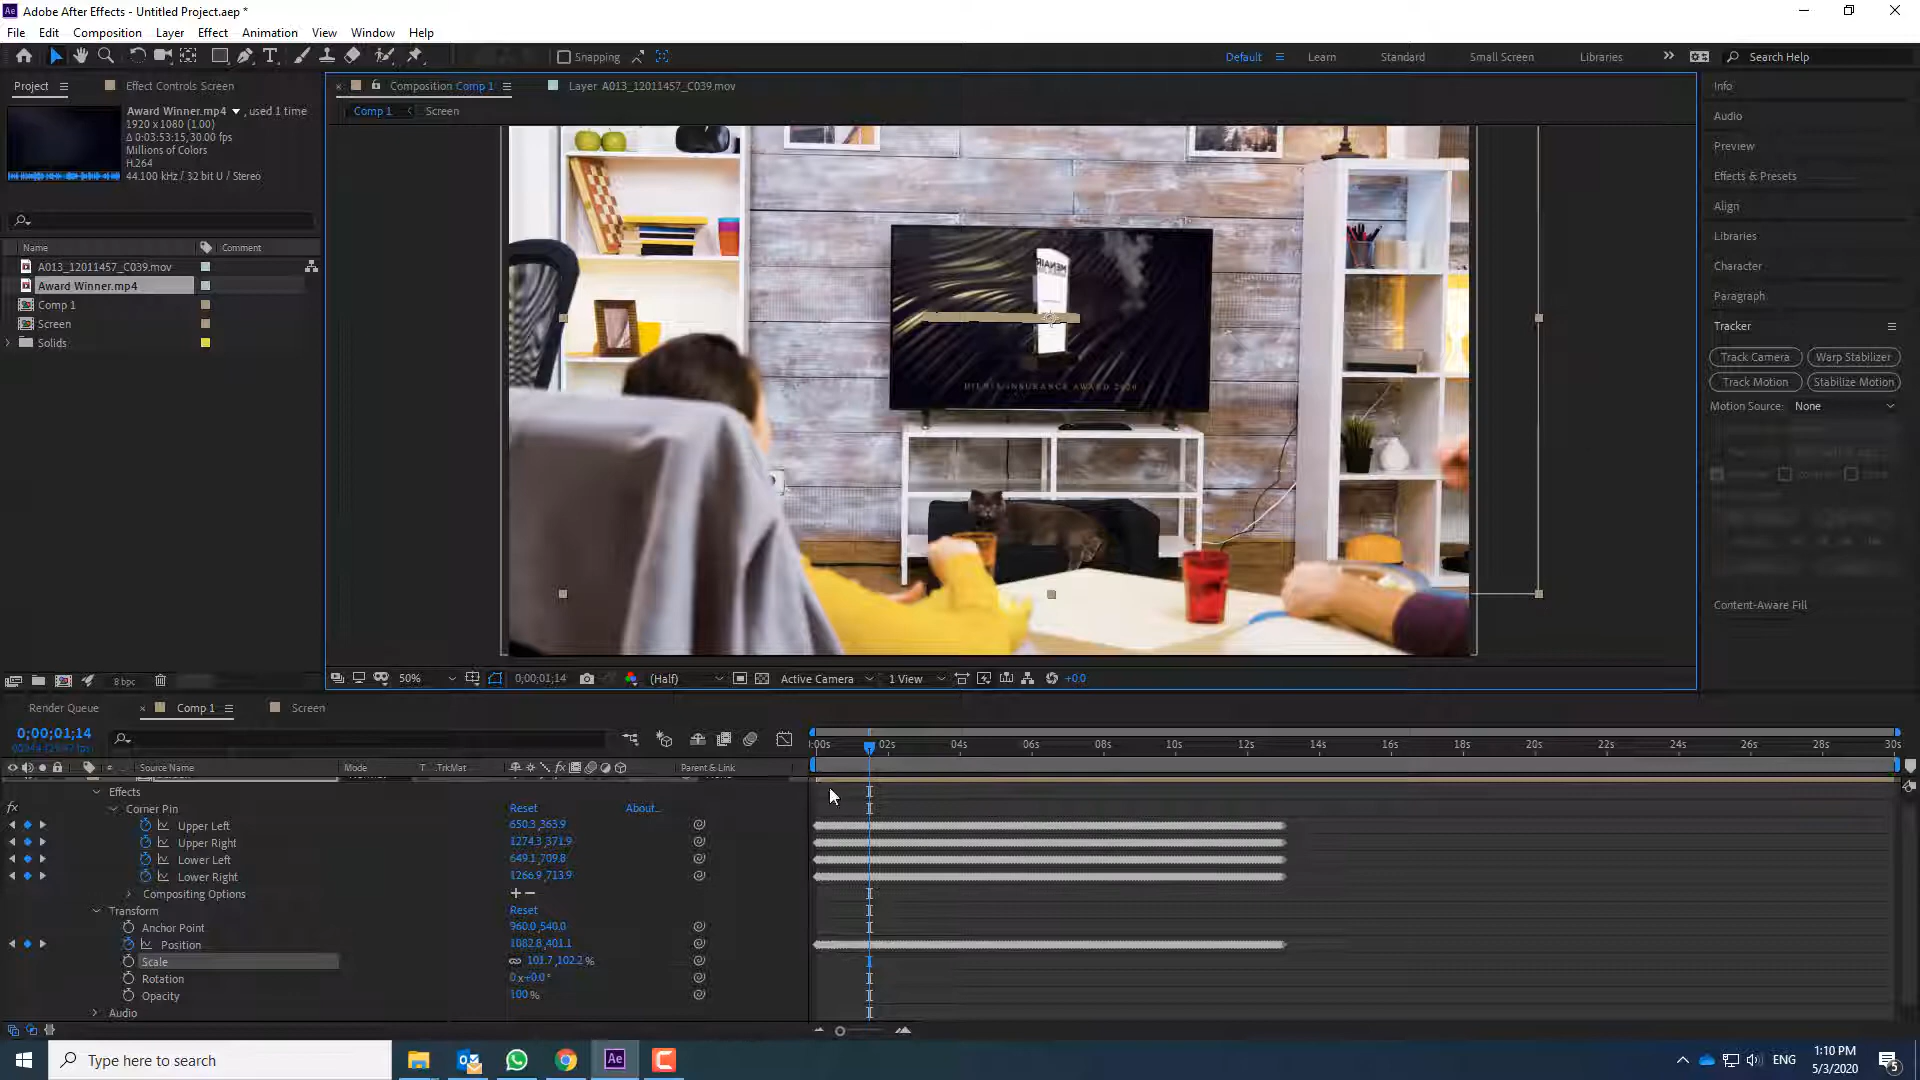 Adobe After Effects - Untitled Project.aep *
File Edit Composition Layer Effect Animation View Window Help
Snapping
Default Learn Standard Small Screen Libraries Search Help
Project Effect Controls Screen
Award Winner.mp4 , used 1 time
1920 x 1080 (1.00)
Δ 0:03:53:15, 30.00 fps
Millions of Colors
H.264
44.100 kHz / 32 bit U / Stereo
Name Comment
A013_12011457_C039.mov
Award Winner.mp4
Comp 1
Screen
Solids
8 bpc
Composition Comp 1 Layer A013_12011457_C039.mov
Comp 1 Screen
INSURANCE AWARD 2020
50% 0;00;01;14 (Half) Active Camera 1 View +0.0
Info
Audio
Preview
Effects & Presets
Align
Libraries
Character
Paragraph
Tracker
Track Camera Warp Stabilizer
Track Motion Stabilize Motion
Motion Source: None
Content-Aware Fill
Render Queue Comp 1 Screen
0;00;01;14
:00s 02s 04s 06s 08s 10s 12s 14s 16s 18s 20s 22s 24s 26s 28s 30s
Source Name Mode T .TrkMat Parent & Link
Effects
Corner Pin Reset About...
Upper Left 650.3,363.9
Upper Right 1274.3,371.9
Lower Left 649.1,709.8
Lower Right 1266.9,713.9
Compositing Options + −
Transform Reset
Anchor Point 960.0,540.0
Position 1082.8,401.1
Scale 101.7,102.2 %
Rotation 0 x+0.0 °
Opacity 100 %
Audio
Type here to search
ENG
1:10 PM
5/3/2020
5